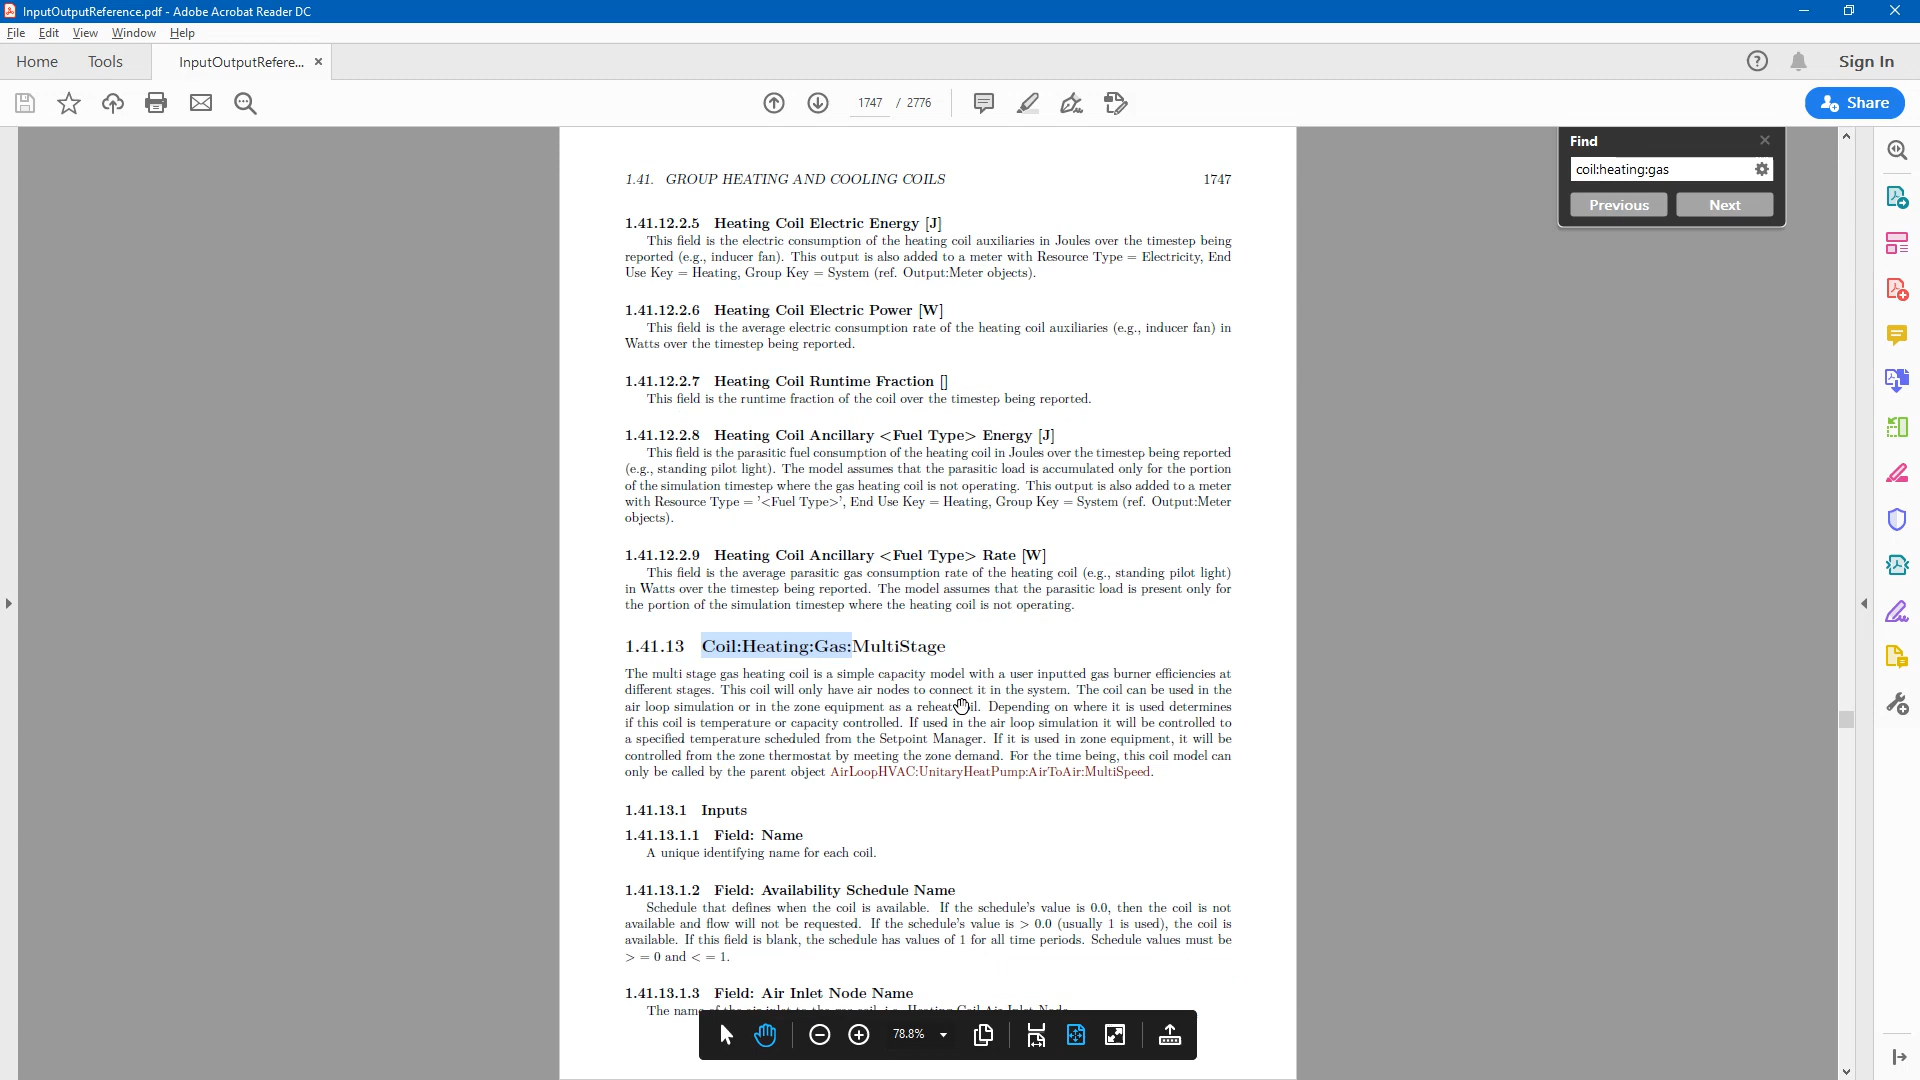 InputOutputReference.pdf - Adobe Acrobat Reader DC
File Edit View Window Help
Home Tools InputOutputRefere... × Sign In
1747 / 2776 Share
Find
coil:heating:gas
Previous Next
1.41. GROUP HEATING AND COOLING COILS 1747
1.41.12.2.5 Heating Coil Electric Energy [J]
This field is the electric consumption of the heating coil auxiliaries in Joules over the timestep being
reported (e.g., inducer fan). This output is also added to a meter with Resource Type = Electricity, End
Use Key = Heating, Group Key = System (ref. Output:Meter objects).
1.41.12.2.6 Heating Coil Electric Power [W]
This field is the average electric consumption rate of the heating coil auxiliaries (e.g., inducer fan) in
Watts over the timestep being reported.
1.41.12.2.7 Heating Coil Runtime Fraction []
This field is the runtime fraction of the coil over the timestep being reported.
1.41.12.2.8 Heating Coil Ancillary <Fuel Type> Energy [J]
This field is the parasitic fuel consumption of the heating coil in Joules over the timestep being reported
(e.g., standing pilot light). The model assumes that the parasitic load is accumulated only for the portion
of the simulation timestep where the gas heating coil is not operating. This output is also added to a meter
with Resource Type = '<Fuel Type>', End Use Key = Heating, Group Key = System (ref. Output:Meter
objects).
1.41.12.2.9 Heating Coil Ancillary <Fuel Type> Rate [W]
This field is the average parasitic gas consumption rate of the heating coil (e.g., standing pilot light)
in Watts over the timestep being reported. The model assumes that the parasitic load is present only for
the portion of the simulation timestep where the heating coil is not operating.
1.41.13 Coil:Heating:Gas:MultiStage
The multi stage gas heating coil is a simple capacity model with a user inputted gas burner efficiencies at
different stages. This coil will only have air nodes to connect it in the system. The coil can be used in the
air loop simulation or in the zone equipment as a reheat il. Depending on where it is used determines
if this coil is temperature or capacity controlled. If used in the air loop simulation it will be controlled to
a specified temperature scheduled from the Setpoint Manager. If it is used in zone equipment, it will be
controlled from the zone thermostat by meeting the zone demand. For the time being, this coil model can
only be called by the parent object AirLoopHVAC:UnitaryHeatPump:AirToAir:MultiSpeed.
1.41.13.1 Inputs
1.41.13.1.1 Field: Name
A unique identifying name for each coil.
1.41.13.1.2 Field: Availability Schedule Name
Schedule that defines when the coil is available. If the schedule's value is 0.0, then the coil is not
available and flow will not be requested. If the schedule's value is > 0.0 (usually 1 is used), the coil is
available. If this field is blank, the schedule has values of 1 for all time periods. Schedule values must be
> = 0 and < = 1.
1.41.13.1.3 Field: Air Inlet Node Name
The name
78.8%